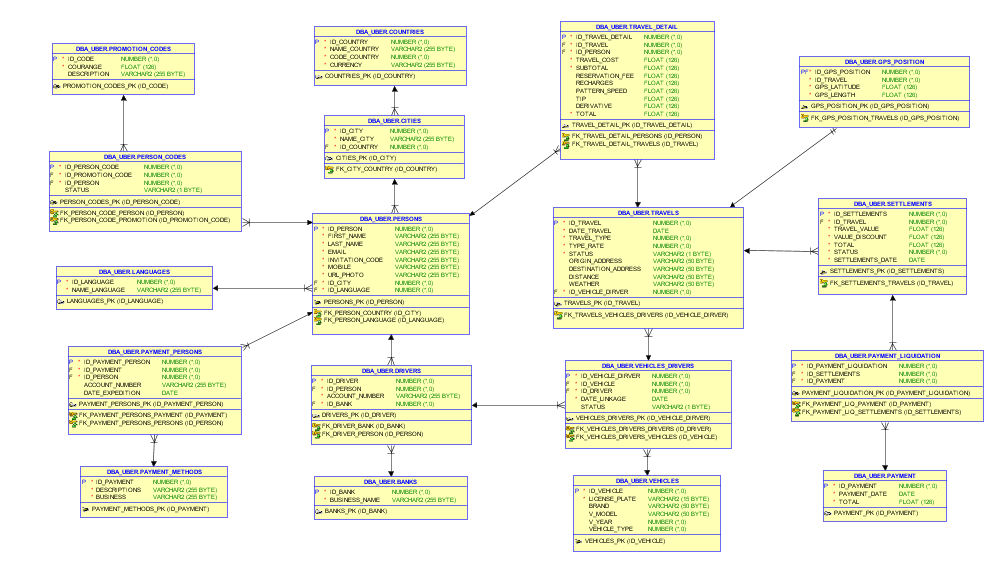 DBA_UBER.PROMOTION_CODES
P * ID_CODE NUMBER (*,0)
* COURANGE FLOAT (126)
DESCRIPTION VARCHAR2 (255 BYTE)
PROMOTION_CODES_PK (ID_CODE)
DBA_UBER.COUNTRIES
P * ID_COUNTRY NUMBER (*,0)
* NAME_COUNTRY VARCHAR2 (255 BYTE)
* CODE_COUNTRY NUMBER (*,0)
* CURRENCY VARCHAR2 (255 BYTE)
COUNTRIES_PK (ID_COUNTRY)
DBA_UBER.TRAVEL_DETAIL
P * ID_TRAVEL_DETAIL NUMBER (*,0)
F * ID_TRAVEL NUMBER (*,0)
F * ID_PERSON NUMBER (*,0)
* TRAVEL_COST FLOAT (126)
* SUBTOTAL FLOAT (126)
RESERVATION_FEE FLOAT (126)
RECHARGES FLOAT (126)
PATTERN_SPEED FLOAT (126)
TIP FLOAT (126)
DERIVATIVE FLOAT (126)
* TOTAL FLOAT (126)
TRAVEL_DETAIL_PK (ID_TRAVEL_DETAIL)
FK_TRAVEL_DETAIL_PERSONS (ID_PERSON)
FK_TRAVEL_DETAIL_TRAVELS (ID_TRAVEL)
DBA_UBER.GPS_POSITION
PF* ID_GPS_POSITION NUMBER (*,0)
* ID_TRAVEL NUMBER (*,0)
* GPS_LATITUDE FLOAT (126)
* GPS_LENGTH FLOAT (126)
GPS_POSITION_PK (ID_GPS_POSITION)
FK_GPS_POSITION_TRAVELS (ID_GPS_POSITION)
DBA_UBER.CITIES
P * ID_CITY NUMBER (*,0)
* NAME_CITY VARCHAR2 (255 BYTE)
F * ID_COUNTRY NUMBER (*,0)
CITIES_PK (ID_CITY)
FK_CITY_COUNTRY (ID_COUNTRY)
DBA_UBER.PERSON_CODES
P * ID_PERSON_CODE NUMBER (*,0)
F * ID_PROMOTION_CODE NUMBER (*,0)
F * ID_PERSON NUMBER (*,0)
STATUS VARCHAR2 (1 BYTE)
PERSON_CODES_PK (ID_PERSON_CODE)
FK_PERSON_CODE_PERSON (ID_PERSON)
FK_PERSON_CODE_PROMOTION (ID_PROMOTION_CODE)
DBA_UBER.PERSONS
P * ID_PERSON NUMBER (*,0)
* FIRST_NAME VARCHAR2 (255 BYTE)
* LAST_NAME VARCHAR2 (255 BYTE)
* EMAIL VARCHAR2 (255 BYTE)
* INVITATION_CODE VARCHAR2 (255 BYTE)
* MOBILE VARCHAR2 (255 BYTE)
* URL_PHOTO VARCHAR2 (255 BYTE)
F * ID_CITY NUMBER (*,0)
F * ID_LANGUAGE NUMBER (*,0)
PERSONS_PK (ID_PERSON)
FK_PERSON_COUNTRY (ID_CITY)
FK_PERSON_LANGUAGE (ID_LANGUAGE)
DBA_UBER.TRAVELS
P * ID_TRAVEL NUMBER (*,0)
* DATE_TRAVEL DATE
* TRAVEL_TYPE NUMBER (*,0)
* TYPE_RATE NUMBER (*,0)
* STATUS VARCHAR2 (1 BYTE)
ORIGIN_ADDRESS VARCHAR2 (50 BYTE)
DESTINATION_ADDRESS VARCHAR2 (50 BYTE)
DISTANCE VARCHAR2 (50 BYTE)
WEATHER VARCHAR2 (50 BYTE)
F * ID_VEHICLE_DIRVER NUMBER (*,0)
TRAVELS_PK (ID_TRAVEL)
FK_TRAVELS_VEHICLES_DRIVERS (ID_VEHICLE_DIRVER)
DBA_UBER.SETTLEMENTS
P * ID_SETTLEMENTS NUMBER (*,0)
F * ID_TRAVEL NUMBER (*,0)
* TRAVEL_VALUE FLOAT (126)
* VALUE_DISCOUNT FLOAT (126)
* TOTAL FLOAT (126)
* STATUS NUMBER (*,0)
* SETTLEMENTS_DATE DATE
SETTLEMENTS_PK (ID_SETTLEMENTS)
FK_SETTLEMENTS_TRAVELS (ID_TRAVEL)
DBA_UBER.LANGUAGES
P * ID_LANGUAGE NUMBER (*,0)
* NAME_LANGUAGE VARCHAR2 (255 BYTE)
LANGUAGES_PK (ID_LANGUAGE)
DBA_UBER.PAYMENT_PERSONS
P * ID_PAYMENT_PERSON NUMBER (*,0)
F * ID_PAYMENT NUMBER (*,0)
F * ID_PERSON NUMBER (*,0)
ACCOUNT_NUMBER VARCHAR2 (255 BYTE)
DATE_EXPEDITION DATE
PAYMENT_PERSONS_PK (ID_PAYMENT_PERSON)
FK_PAYMENT_PERSONS_PAYMENT (ID_PAYMENT)
FK_PAYMENT_PERSONS_PERSONS (ID_PERSON)
DBA_UBER.DRIVERS
P * ID_DRIVER NUMBER (*,0)
F * ID_PERSON NUMBER (*,0)
* ACCOUNT_NUMBER VARCHAR2 (255 BYTE)
F * ID_BANK NUMBER (*,0)
DRIVERS_PK (ID_DRIVER)
FK_DRIVER_BANK (ID_BANK)
FK_DRIVER_PERSON (ID_PERSON)
DBA_UBER.VEHICLES_DRIVERS
P * ID_VEHICLE_DIRVER NUMBER (*,0)
F * ID_VEHICLE NUMBER (*,0)
F * ID_DRIVER NUMBER (*,0)
* DATE_LINKAGE DATE
STATUS VARCHAR2 (1 BYTE)
VEHICLES_DRIVERS_PK (ID_VEHICLE_DIRVER)
FK_VEHICLES_DRIVERS_DRIVERS (ID_DRIVER)
FK_VEHICLES_DRIVERS_VEHICLES (ID_VEHICLE)
DBA_UBER.PAYMENT_LIQUIDATION
P * ID_PAYMENT_LIQUIDATION NUMBER (*,0)
F * ID_SETTLEMENTS NUMBER (*,0)
F * ID_PAYMENT NUMBER (*,0)
PAYMENT_LIQUIDATION_PK (ID_PAYMENT_LIQUIDATION)
FK_PAYMENT_LIQ_PAYMENT (ID_PAYMENT)
FK_PAYMENT_LIQ_SETTLEMENTS (ID_SETTLEMENTS)
DBA_UBER.PAYMENT_METHODS
P * ID_PAYMENT NUMBER (*,0)
* DESCRIPTIONS VARCHAR2 (255 BYTE)
* BUSINESS VARCHAR2 (255 BYTE)
PAYMENT_METHODS_PK (ID_PAYMENT)
DBA_UBER.BANKS
P * ID_BANK NUMBER (*,0)
* BUSINESS_NAME VARCHAR2 (255 BYTE)
BANKS_PK (ID_BANK)
DBA_UBER.VEHICLES
P * ID_VEHICLE NUMBER (*,0)
* LICENSE_PLATE VARCHAR2 (15 BYTE)
BRAND VARCHAR2 (50 BYTE)
V_MODEL VARCHAR2 (50 BYTE)
V_YEAR NUMBER (*,0)
VEHICLE_TYPE NUMBER (*,0)
VEHICLES_PK (ID_VEHICLE)
DBA_UBER.PAYMENT
P * ID_PAYMENT NUMBER (*,0)
* PAYMENT_DATE DATE
* TOTAL FLOAT (126)
PAYMENT_PK (ID_PAYMENT)